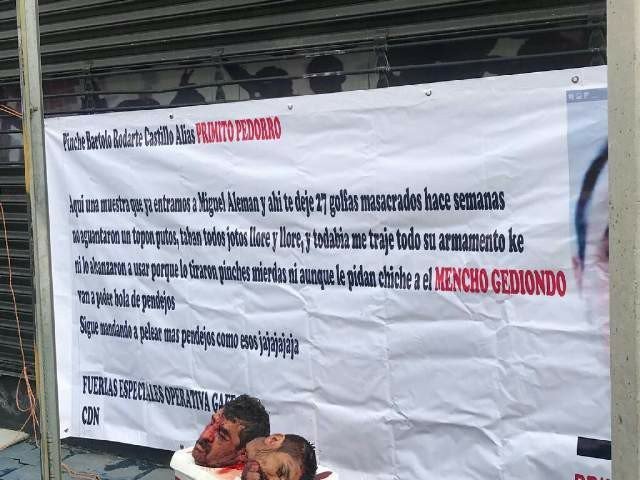 Pinche Bartolo Rodarte Castillo Alias PRIMITO PEDORRO
Aqui una muestra que ya entramos a Miguel Aleman y ahi te deje 27 golfas masacrados hace semanas
no aguentaron un topon putos, taban todos jotos llore y llore, y todabia me traje todo su armamento ke
ni lo abanzaron a usar porque lo tiraron pinches mierdas ni aunque le pidan chiche a el MENCHO GEDIONDO
van a poder bola de pendejos
Sigue mandando a pelear mas pendejos como esos jajajajaja
FUERIAS ESPECIALES OPERATIVA
CDN